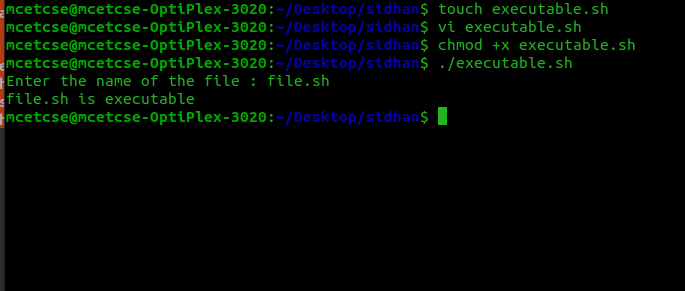 mcetcse@mcetcse-OptiPlex-3020:~/Desktop/sidhan$ touch executable.sh
mcetcse@mcetcse-OptiPlex-3020:~/Desktop/sidhan$ vi executable.sh
mcetcse@mcetcse-OptiPlex-3020:~/Desktop/sidhan$ chmod +x executable.sh
mcetcse@mcetcse-OptiPlex-3020:~/Desktop/sidhan$ ./executable.sh
Enter the name of the file : file.sh
file.sh is executable
mcetcse@mcetcse-OptiPlex-3020:~/Desktop/sidhan$